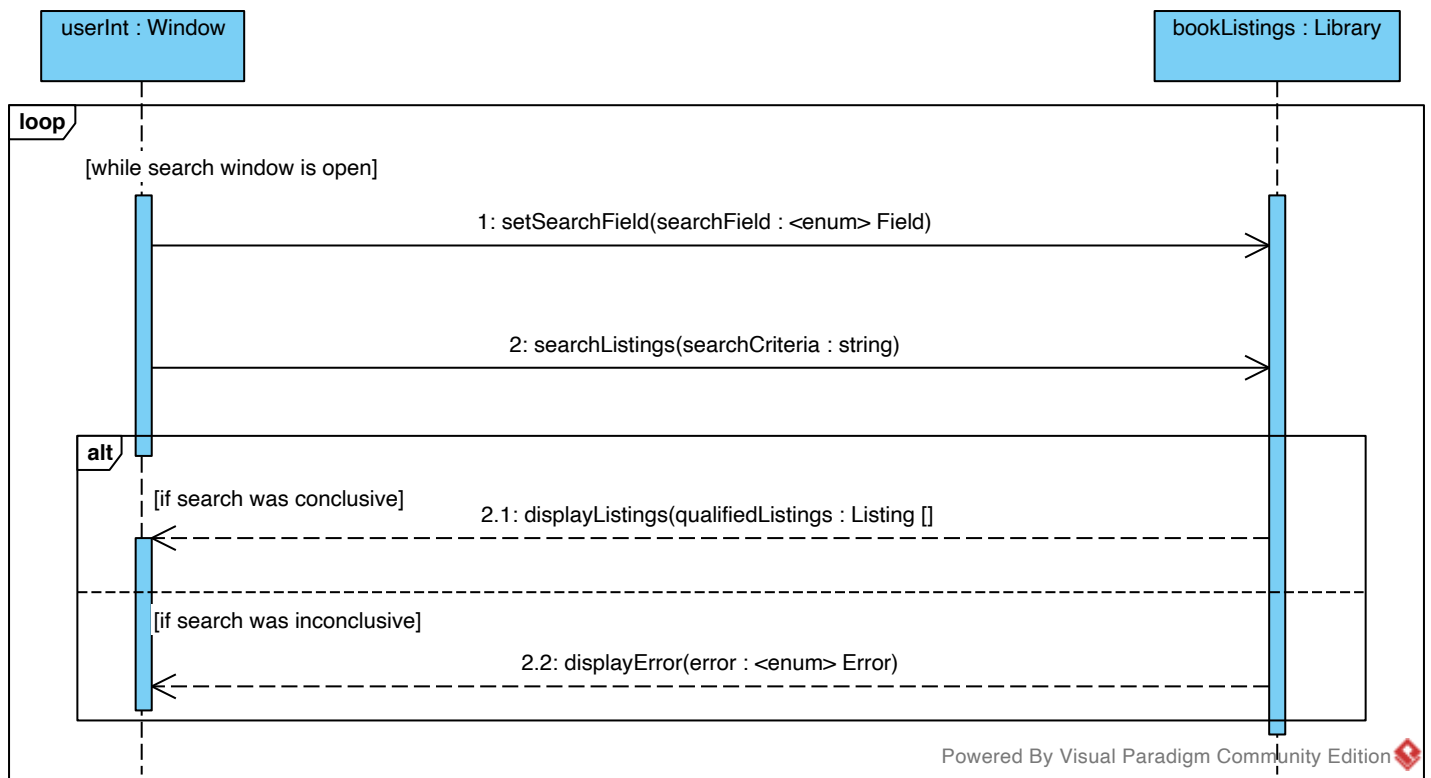 userInt : Window
bookListings : Library
loop
[while search window is open]
1: setSearchField(searchField : <enum> Field)
2: searchListings(searchCriteria : string)
alt
[if search was conclusive]
2.1: displayListings(qualifiedListings : Listing []
[if search was inconclusive]
2.2: displayError(error : <enum> Error)
Powered By Visual Paradigm Community Edition